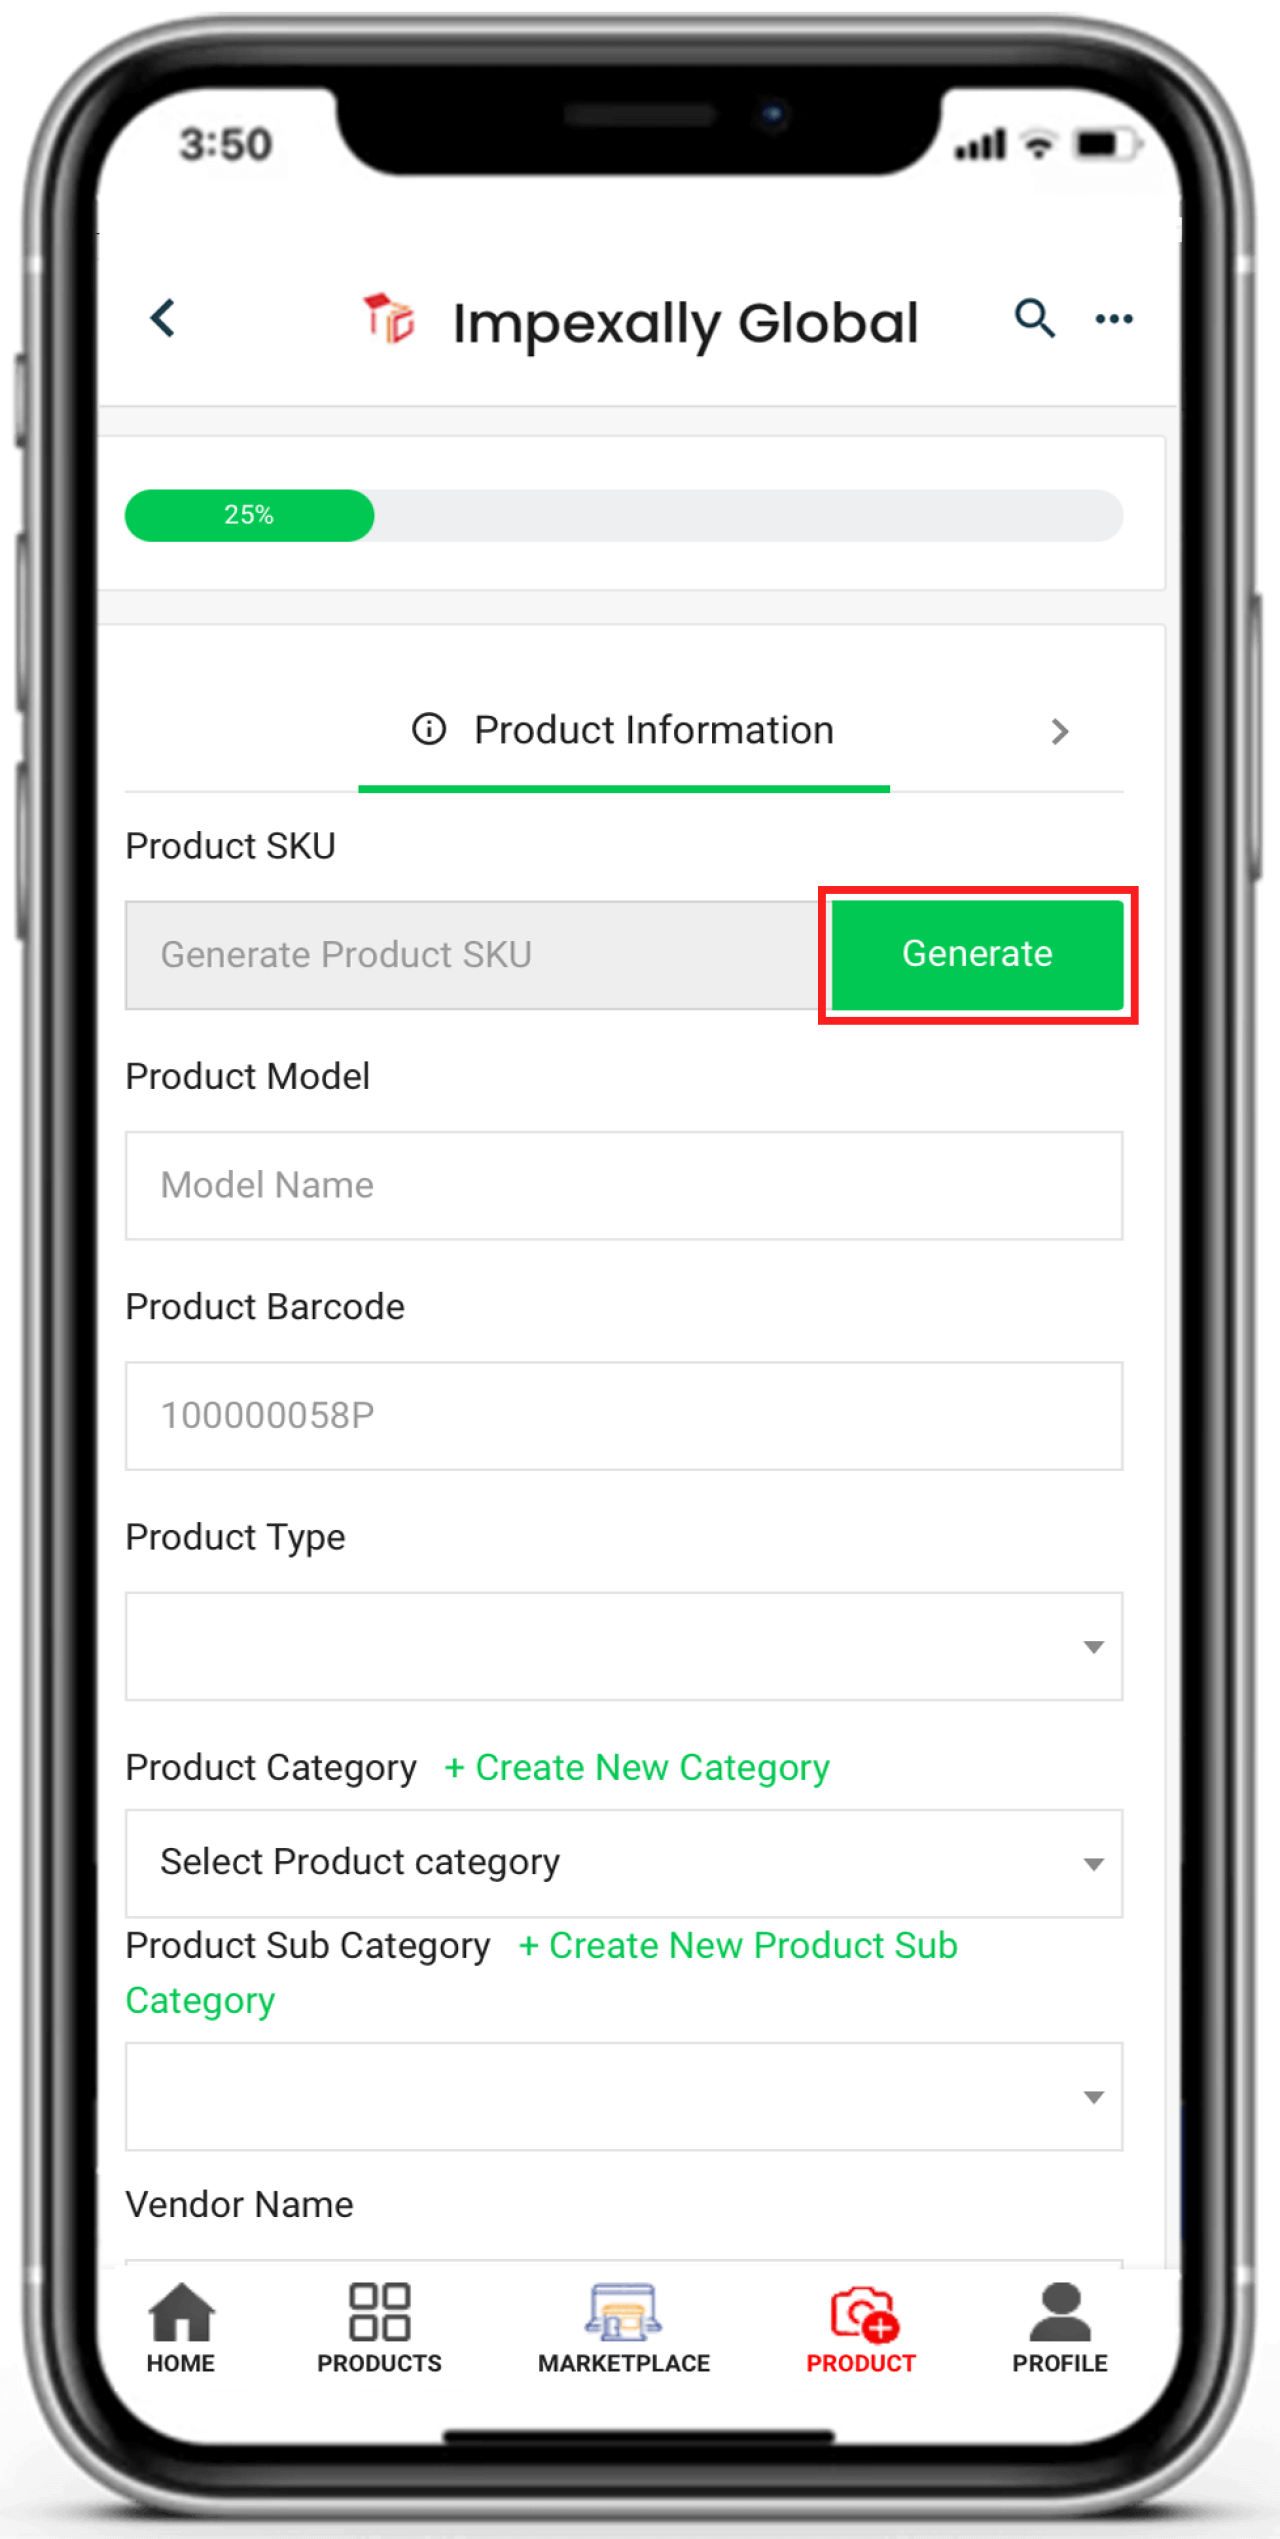 3:50
Impexally Global
25%
Product Information
Product SKU
Generate Product SKU
Generate
Product Model
Model Name
Product Barcode
100000058P
Product Type
Product Category + Create New Category
Select Product category
Product Sub Category + Create New Product Sub
Category
Vendor Name
HOME PRODUCTS MARKETPLACE PRODUCT PROFILE